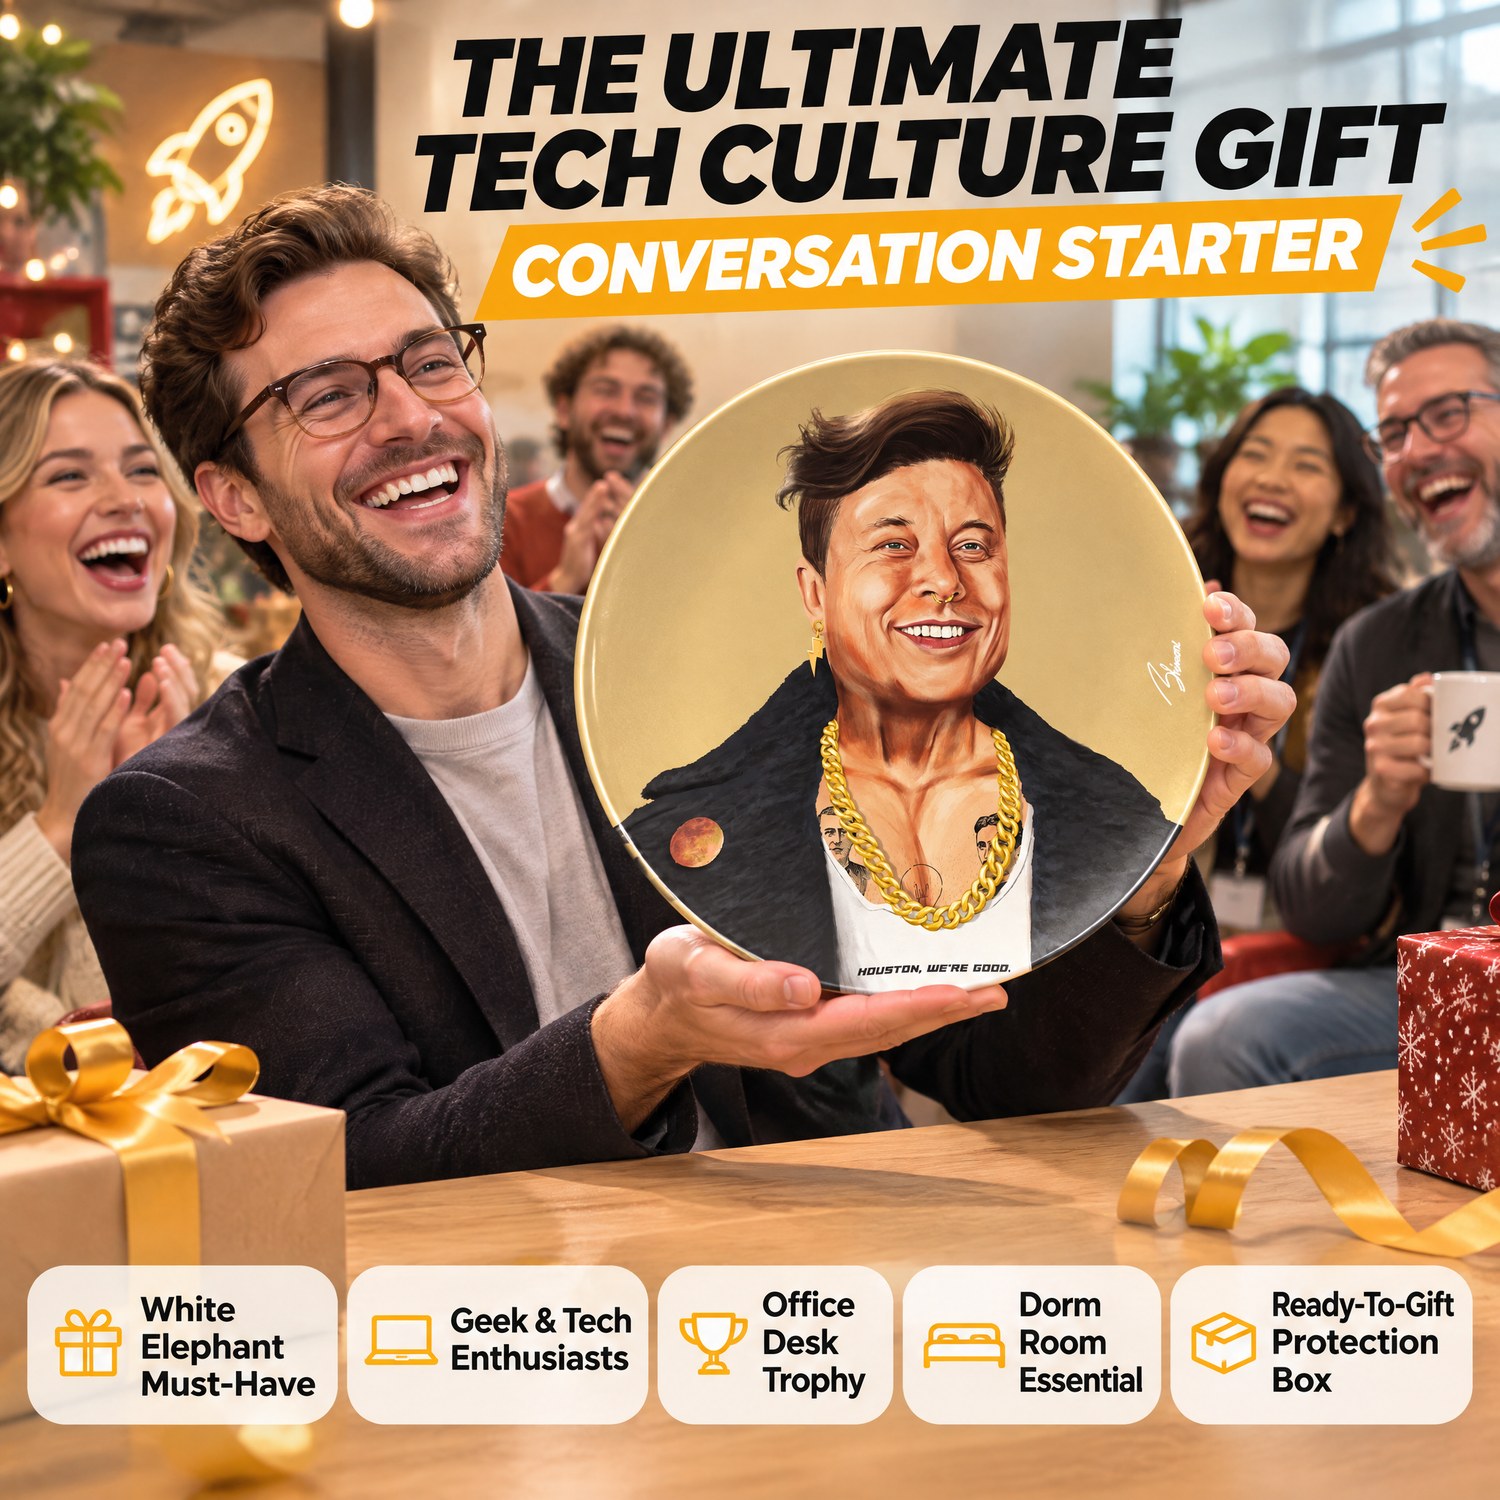 THE ULTIMATE
TECH CULTURE GIFT
CONVERSATION STARTER
HOUSTON, WE'RE GOOD.
White
Elephant
Must-Have
Geek & Tech
Enthusiasts
Office
Desk
Trophy
Dorm
Room
Essential
Ready-To-Gift
Protection
Box